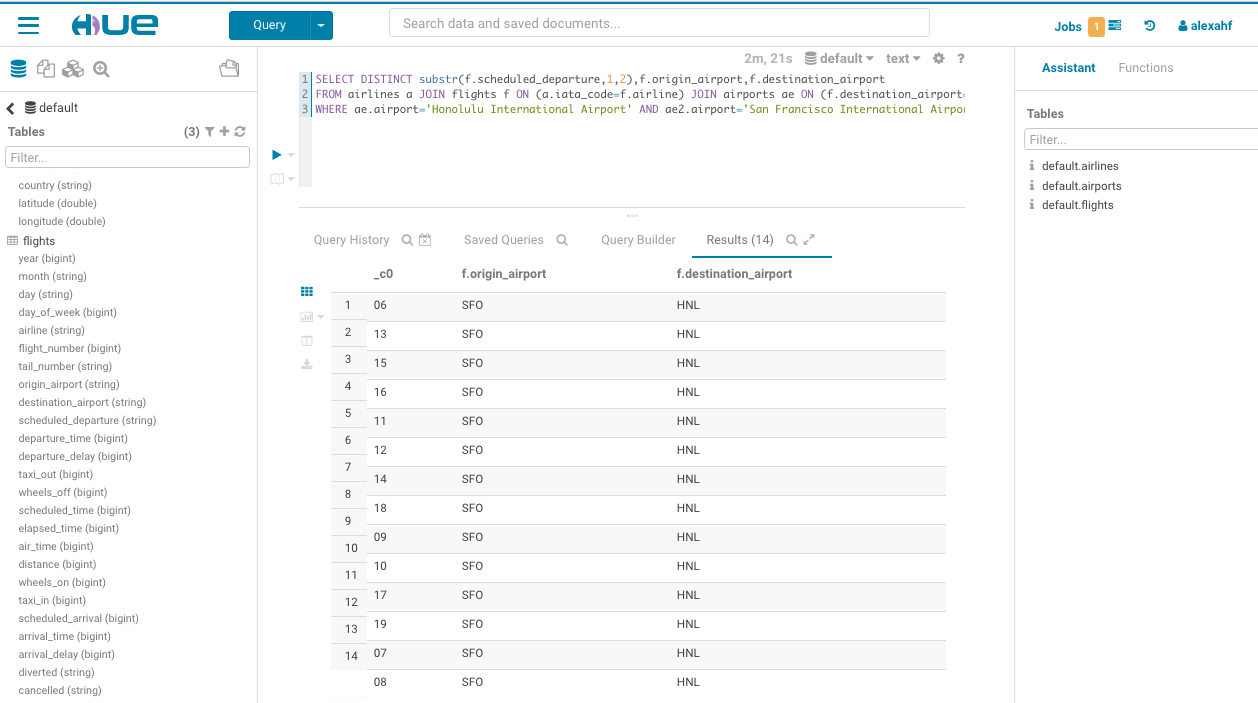 HUE
Query
Search data and saved documents...
Jobs 1
alexahf
default
Tables (3)
Filter...
country (string)
latitude (double)
longitude (double)
flights
year (bigint)
month (string)
day (string)
day_of_week (bigint)
airline (string)
flight_number (bigint)
tail_number (string)
origin_airport (string)
destination_airport (string)
scheduled_departure (string)
departure_time (bigint)
departure_delay (bigint)
taxi_out (bigint)
wheels_off (bigint)
scheduled_time (bigint)
elapsed_time (bigint)
air_time (bigint)
distance (bigint)
wheels_on (bigint)
taxi_in (bigint)
scheduled_arrival (bigint)
arrival_time (bigint)
arrival_delay (bigint)
diverted (string)
cancelled (string)
2m, 21s default text ?
1 SELECT DISTINCT substr(f.scheduled_departure,1,2),f.origin_airport,f.destination_airport
2 FROM airlines a JOIN flights f ON (a.iata_code=f.airline) JOIN airports ae ON (f.destination_airport=
3 WHERE ae.airport='Honolulu International Airport' AND ae2.airport='San Francisco International Airpor
Query History
Saved Queries
Query Builder
Results (14)
_c0 f.origin_airport f.destination_airport
1 06 SFO HNL
2 13 SFO HNL
3 15 SFO HNL
4 16 SFO HNL
5 11 SFO HNL
6 12 SFO HNL
7 14 SFO HNL
8 18 SFO HNL
9 09 SFO HNL
10 10 SFO HNL
11 17 SFO HNL
12 19 SFO HNL
13 07 SFO HNL
14 08 SFO HNL
Assistant
Functions
Tables
Filter...
default.airlines
default.airports
default.flights